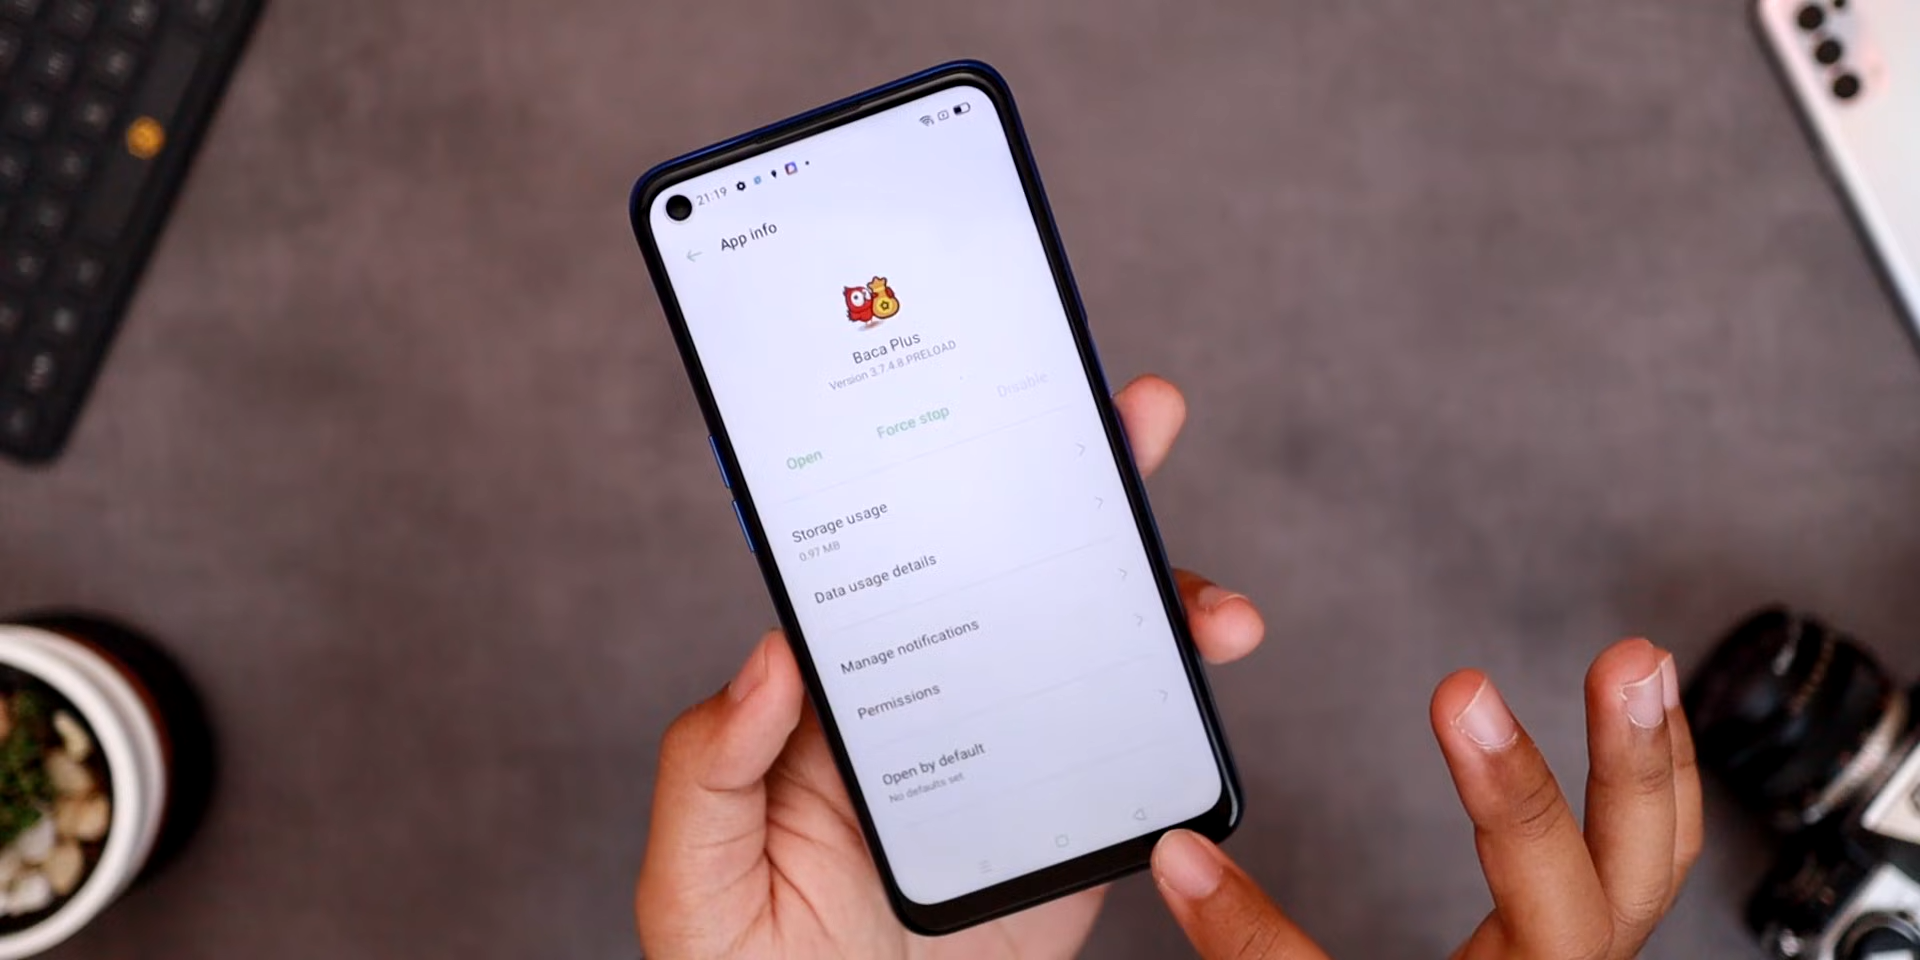 21:19
App info
Baca Plus
Version 3.7.4.8.PRELOAD
Open
Force stop
Disable
Storage usage
0.97 MB
Data usage details
Manage notifications
Permissions
Open by default
No defaults set